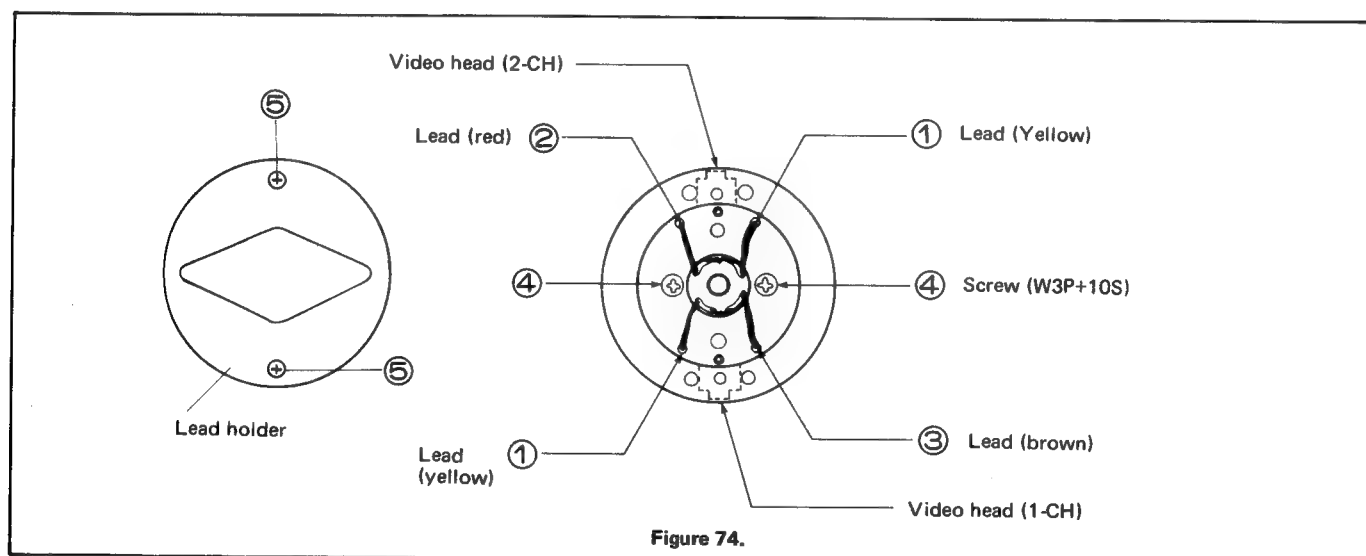 Video head (2-CH)
⑤
Lead (red) ②
① Lead (Yellow)
④
④ Screw (W3P+10S)
⑤
Lead holder
Lead ①
(yellow)
③ Lead (brown)
Video head (1-CH)
Figure 74.